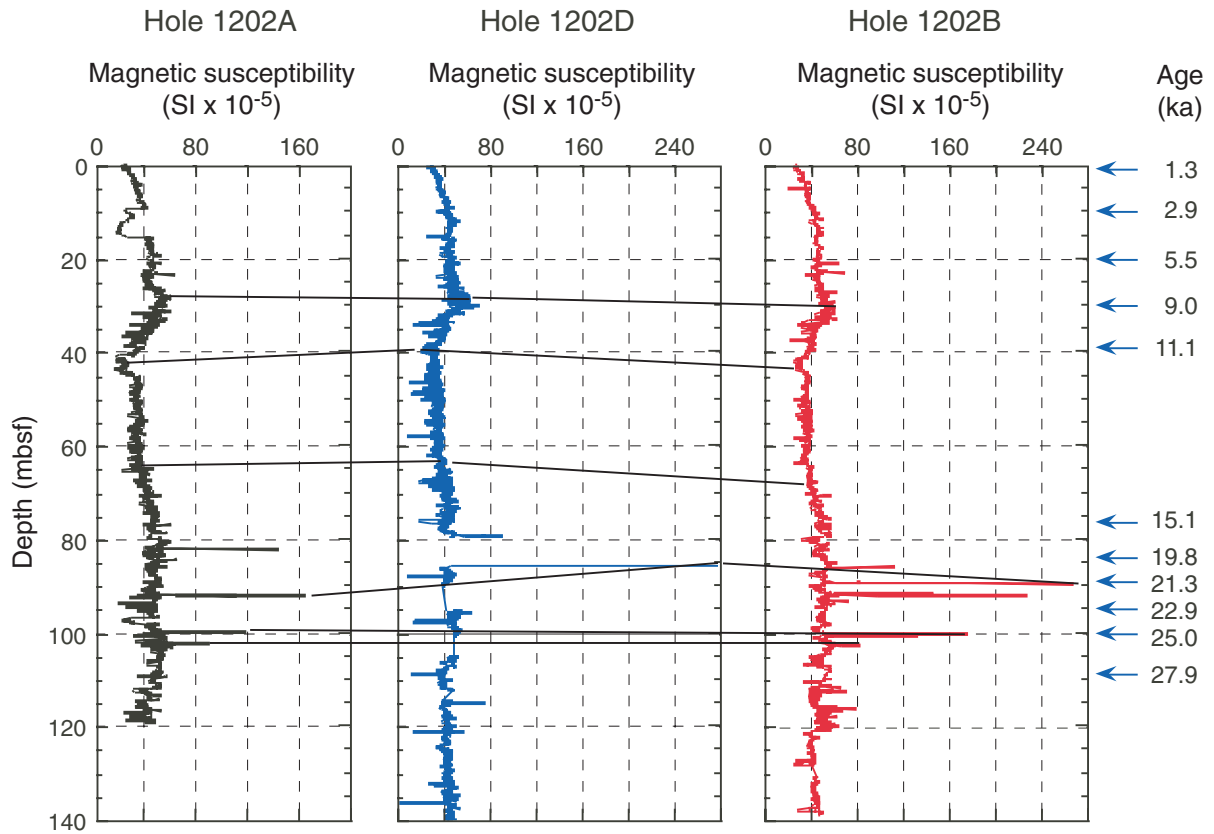 Hole 1202A Hole 1202D Hole 1202B
Magnetic susceptibility Magnetic susceptibility Magnetic susceptibility Age
(SI x 10-5) (SI x 10-5) (SI x 10-5) (ka)
0 80 160 0 80 160 240 0 80 160 240
0 1.3
2.9
20 5.5
9.0
40 11.1
60
15.1
80 19.8
21.3
22.9
100 25.0
27.9
120
140
Depth (mbsf)